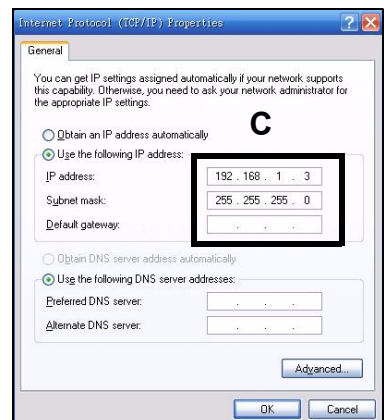 Internet Protocol (TCP/IP) Properties
General
You can get IP settings assigned automatically if your network supports
this capability. Otherwise, you need to ask your network administrator for
the appropriate IP settings.
Obtain an IP address automatically
C
Use the following IP address:
IP address: 192 . 168 . 1 . 3
Subnet mask: 255 . 255 . 255 . 0
Default gateway: . . .
Obtain DNS server address automatically
Use the following DNS server addresses:
Preferred DNS server: . . .
Alternate DNS server: . . .
Advanced...
OK Cancel